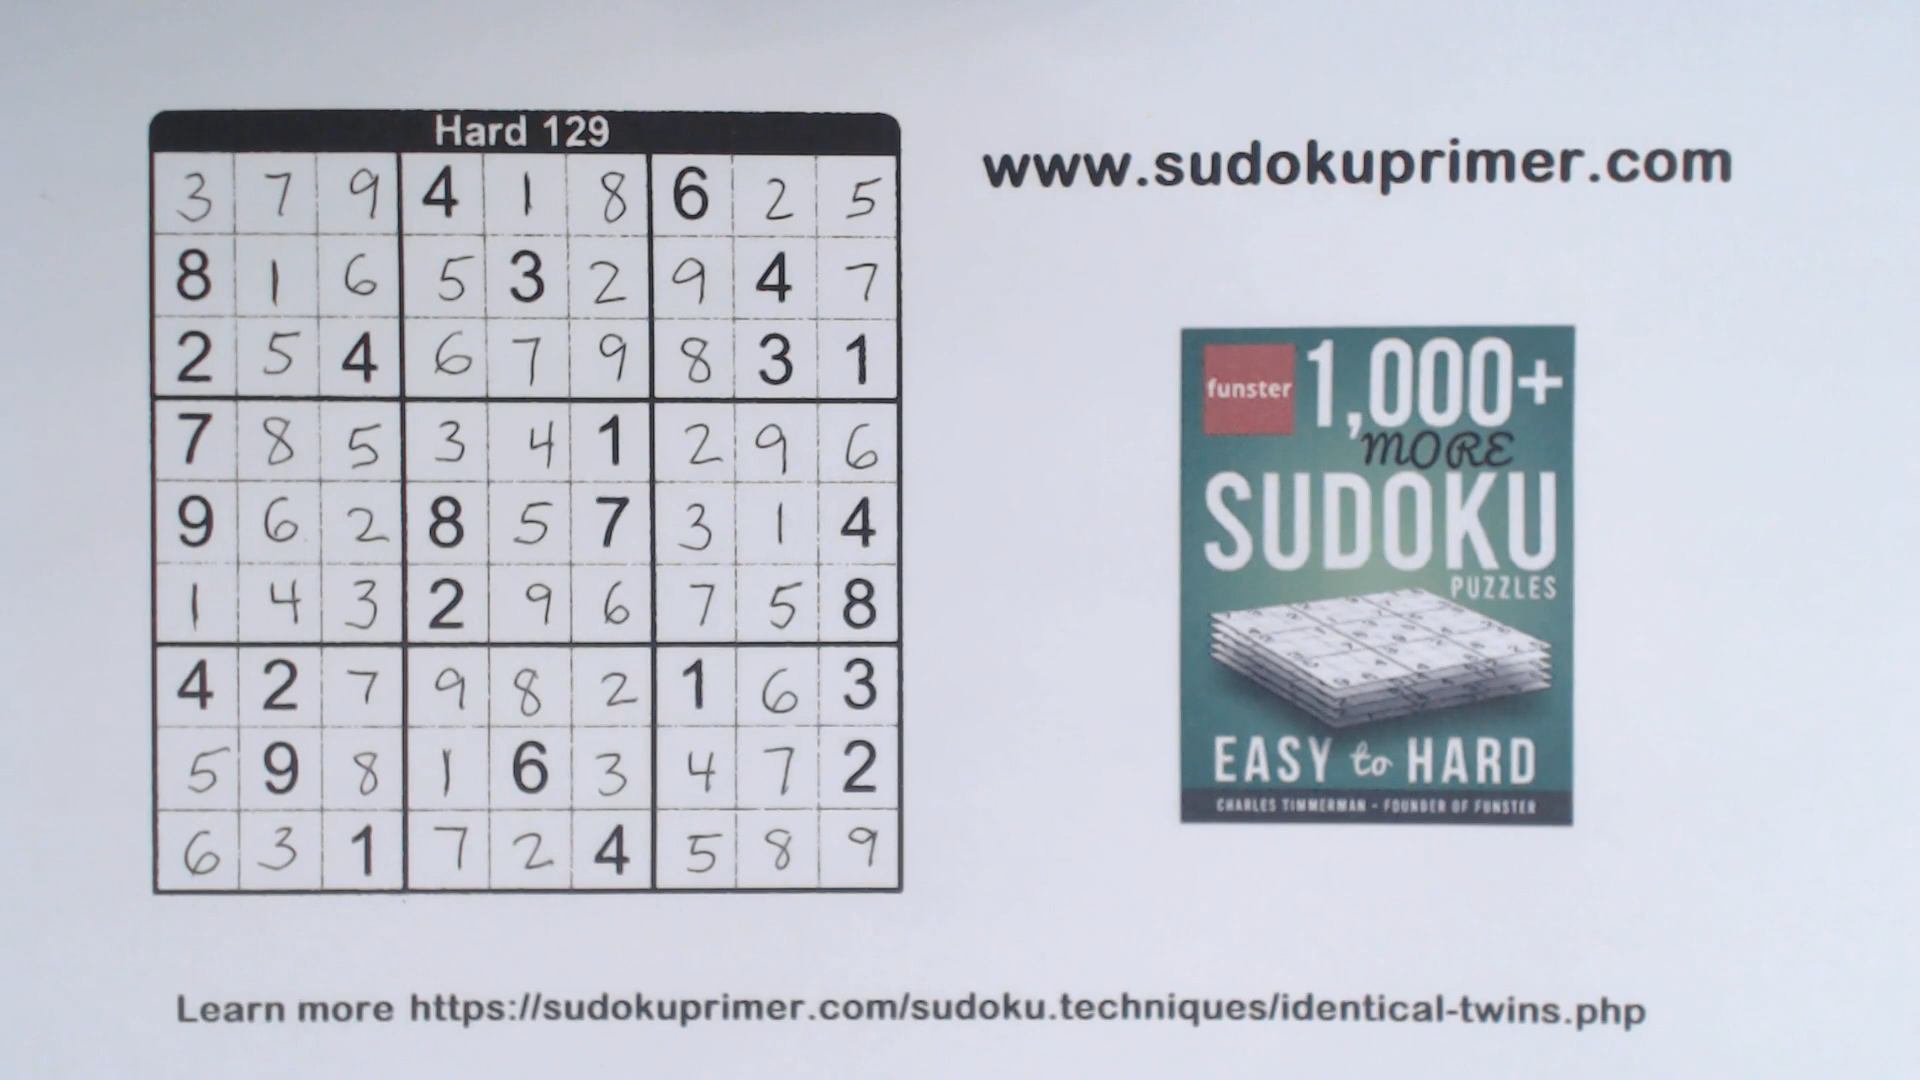 Hard 129
3 7 9 4 1 8 6 2 5
8 1 6 5 3 2 9 4 7
2 5 4 6 7 9 8 3 1
7 8 5 3 4 1 2 9 6
9 6 2 8 5 7 3 1 4
1 4 3 2 9 6 7 5 8
4 2 7 9 8 2 1 6 3
5 9 8 1 6 3 4 7 2
6 3 1 7 2 4 5 8 9
www.sudokuprimer.com
funster
1,000+
MORE
SUDOKU
PUZZLES
EASY to HARD
CHARLES TIMMERMAN - FOUNDER OF FUNSTER
Learn more https://sudokuprimer.com/sudoku.techniques/identical-twins.php